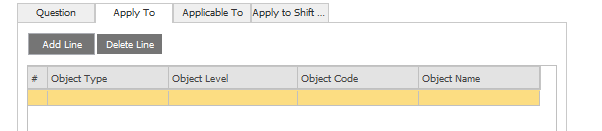 Question Apply To Applicable To Apply to Shift ...
Add Line Delete Line
# Object Type Object Level Object Code Object Name